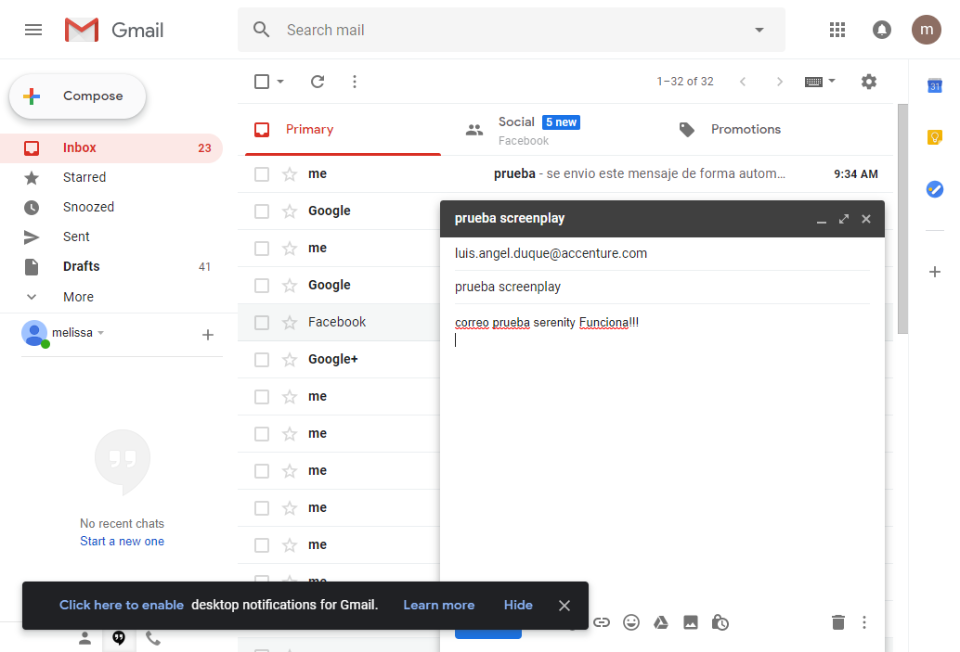 Gmail
Search mail
m
Compose
1–32 of 32
31
Primary
Social 5 new
Facebook
Promotions
Inbox 23
Starred
Snoozed
Sent
Drafts 41
More
melissa
No recent chats
Start a new one
me prueba - se envio este mensaje de forma autom… 9:34 AM
Google
me
Google
Facebook
Google+
me
me
me
me
me
me
prueba screenplay
luis.angel.duque@accenture.com
prueba screenplay
correo prueba serenity Funciona!!!
Click here to enable desktop notifications for Gmail. Learn more Hide